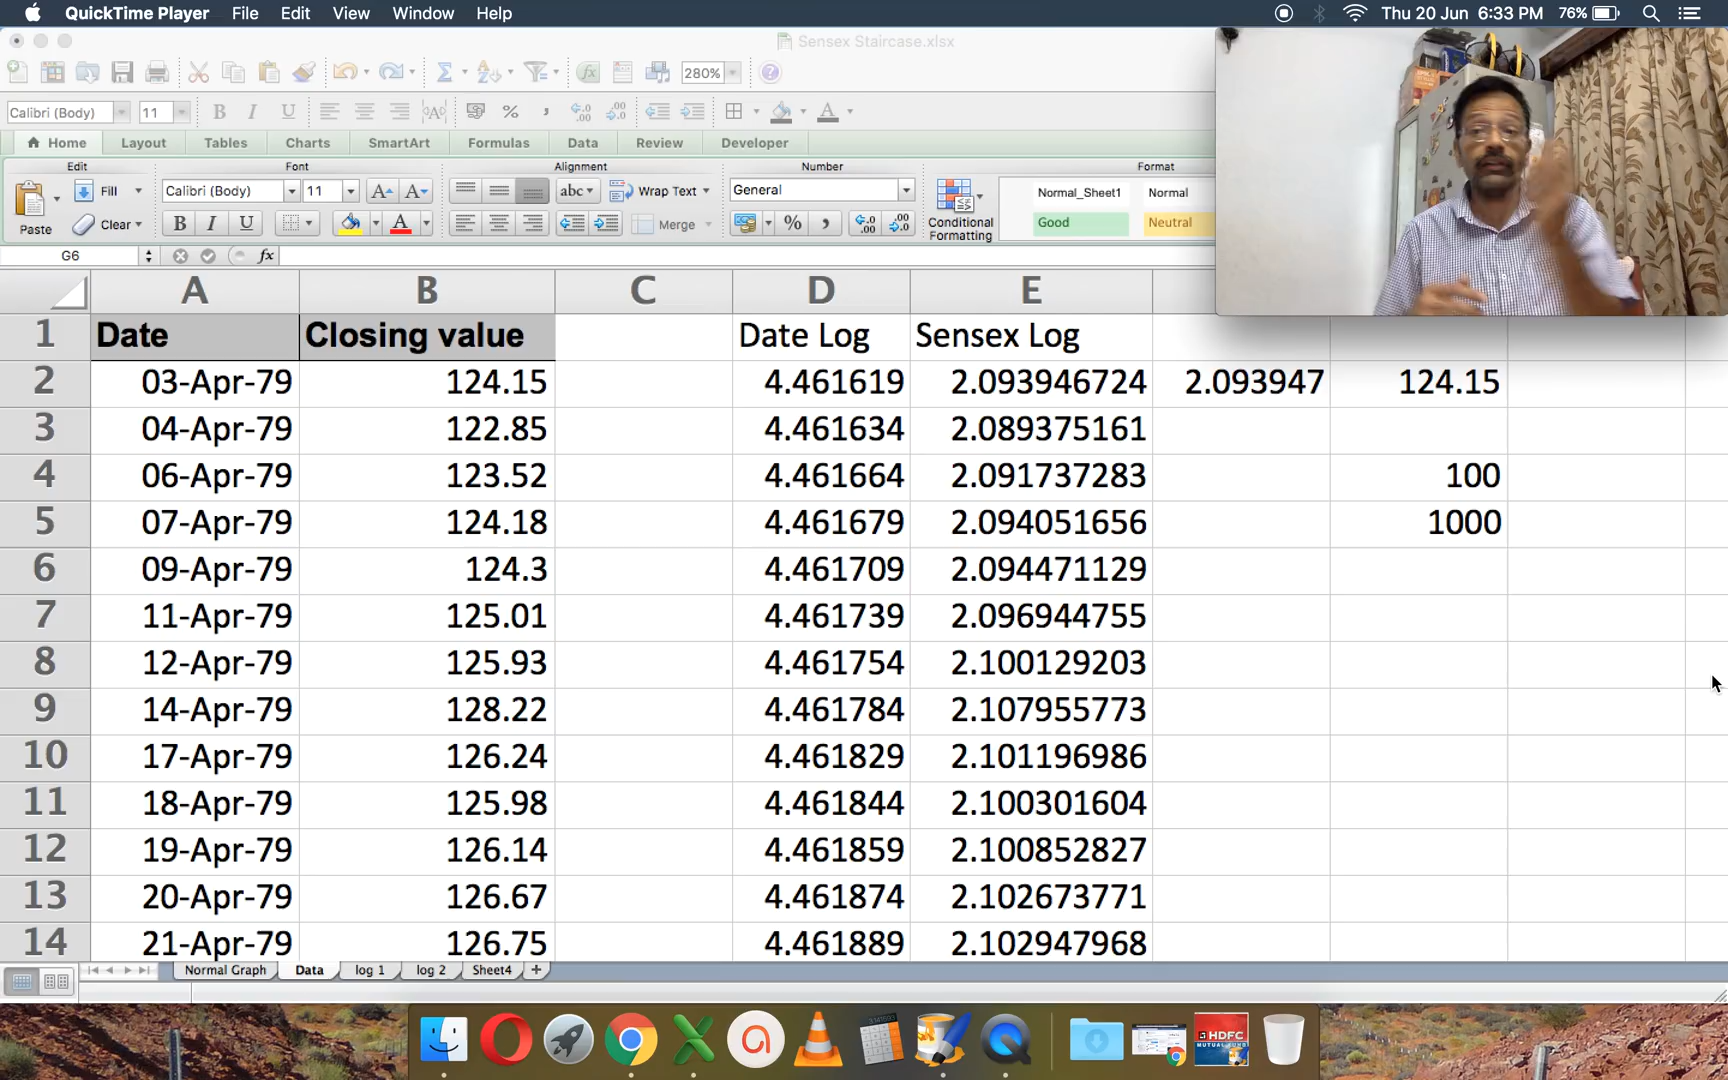 QuickTime Player File Edit View Window Help Thu 20 Jun 6:33 PM 76%
Sensex Staircase.xlsx
280%
Calibri (Body) 11 B I U
Home Layout Tables Charts SmartArt Formulas Data Review Developer
Edit Font Alignment Number Format
Paste Fill Clear Calibri (Body) 11 abc Wrap Text General Conditional Formatting Normal_Sheet1 Normal
B I U Merge % Good Neutral
G6 fx
A B C D E
1 Date Closing value Date Log Sensex Log
2 03-Apr-79 124.15 4.461619 2.093946724 2.093947 124.15
3 04-Apr-79 122.85 4.461634 2.089375161
4 06-Apr-79 123.52 4.461664 2.091737283 100
5 07-Apr-79 124.18 4.461679 2.094051656 1000
6 09-Apr-79 124.3 4.461709 2.094471129
7 11-Apr-79 125.01 4.461739 2.096944755
8 12-Apr-79 125.93 4.461754 2.100129203
9 14-Apr-79 128.22 4.461784 2.107955773
10 17-Apr-79 126.24 4.461829 2.101196986
11 18-Apr-79 125.98 4.461844 2.100301604
12 19-Apr-79 126.14 4.461859 2.100852827
13 20-Apr-79 126.67 4.461874 2.102673771
14 21-Apr-79 126.75 4.461889 2.102947968
Normal Graph Data log 1 log 2 Sheet4
HDFC
MUTUAL FUND